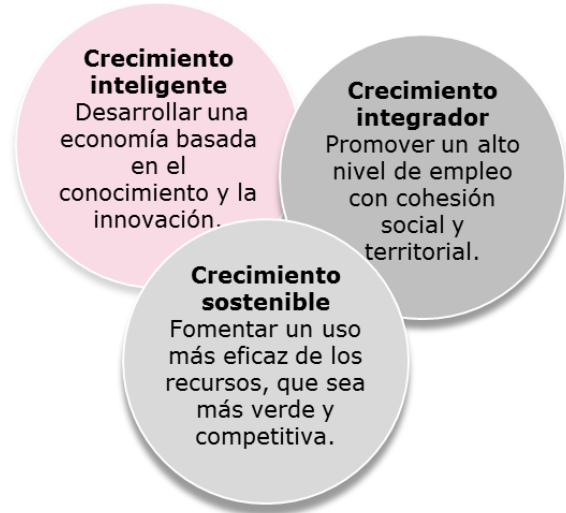 Crecimiento
inteligente
Desarrollar una
economía basada
en el
conocimiento y la
innovación.
Crecimiento
integrador
Promover un alto
nivel de empleo
con cohesión
social y
territorial.
Crecimiento
sostenible
Fomentar un uso
más eficaz de los
recursos, que sea
más verde y
competitiva.